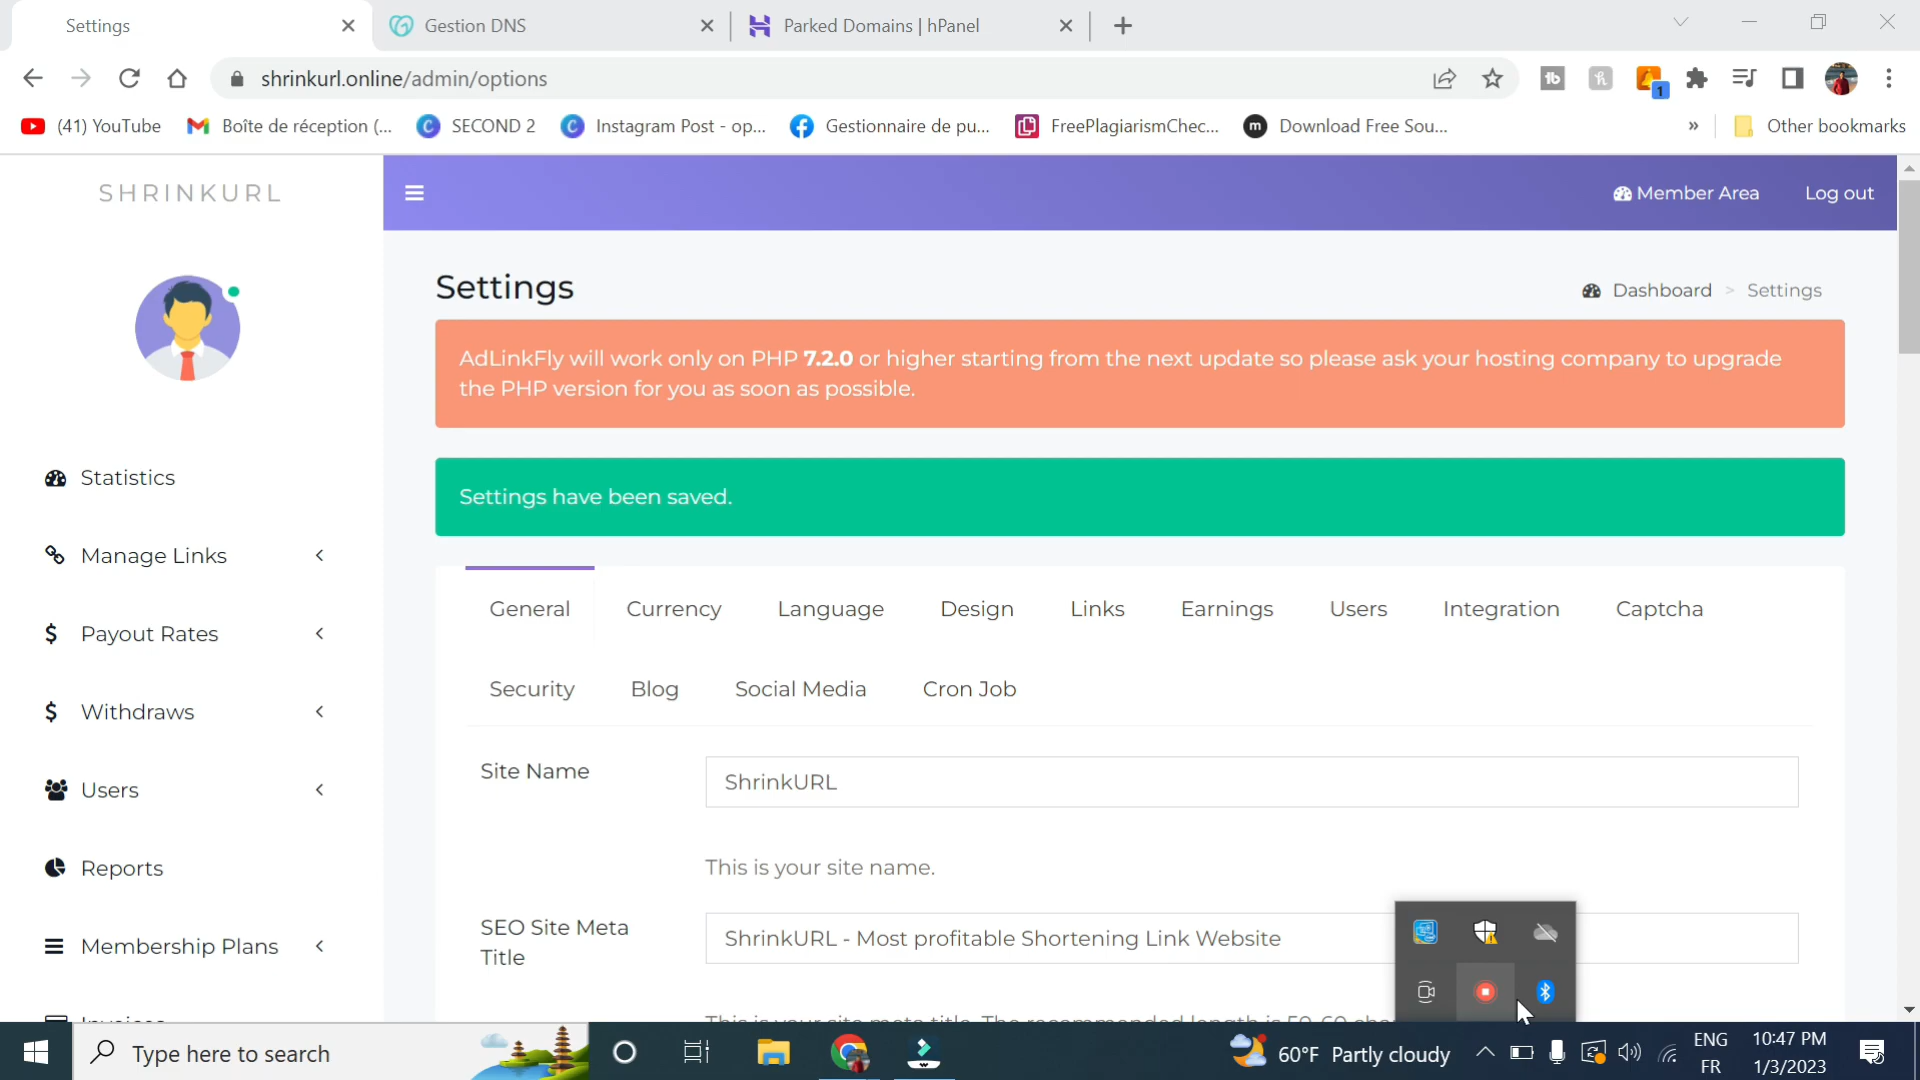 Settings
Gestion DNS
Parked Domains | hPanel
shrinkurl.online/admin/options
1
(41) YouTube
Boîte de réception (...
SECOND 2
Instagram Post - op...
Gestionnaire de pu...
FreePlagiarismChec...
Download Free Sou...
»
Other bookmarks
SHRINKURL
Member Area
Log out
Settings
Dashboard > Settings
AdLinkFly will work only on PHP 7.2.0 or higher starting from the next update so please ask your hosting company to upgrade
the PHP version for you as soon as possible.
Settings have been saved.
Statistics
Manage Links
Payout Rates
Withdraws
Users
Reports
Membership Plans
General
Currency
Language
Design
Links
Earnings
Users
Integration
Captcha
Security
Blog
Social Media
Cron Job
Site Name
ShrinkURL
This is your site name.
SEO Site Meta
Title
ShrinkURL - Most profitable Shortening Link Website
Type here to search
60°F Partly cloudy
ENG
FR
10:47 PM
1/3/2023